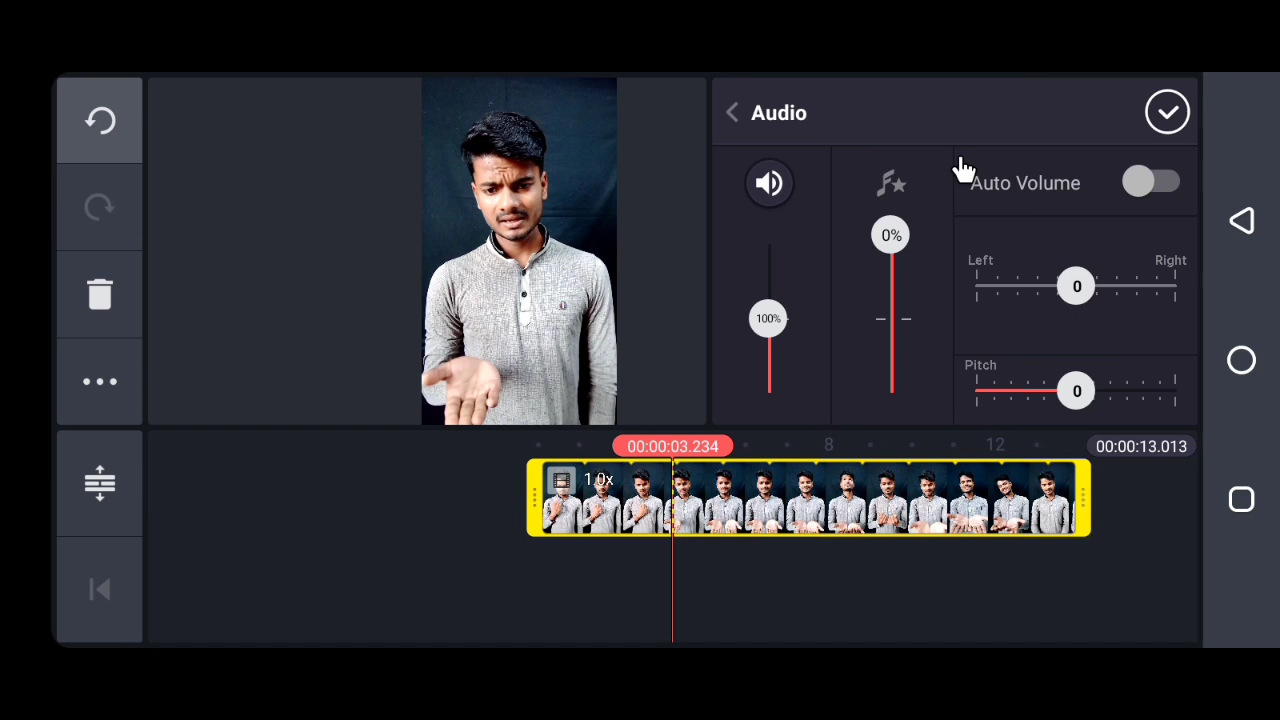 Audio
Auto Volume
0%
Left
Right
0
100%
Pitch
0
00:00:03.234
8
12
00:00:13.013
1.0x